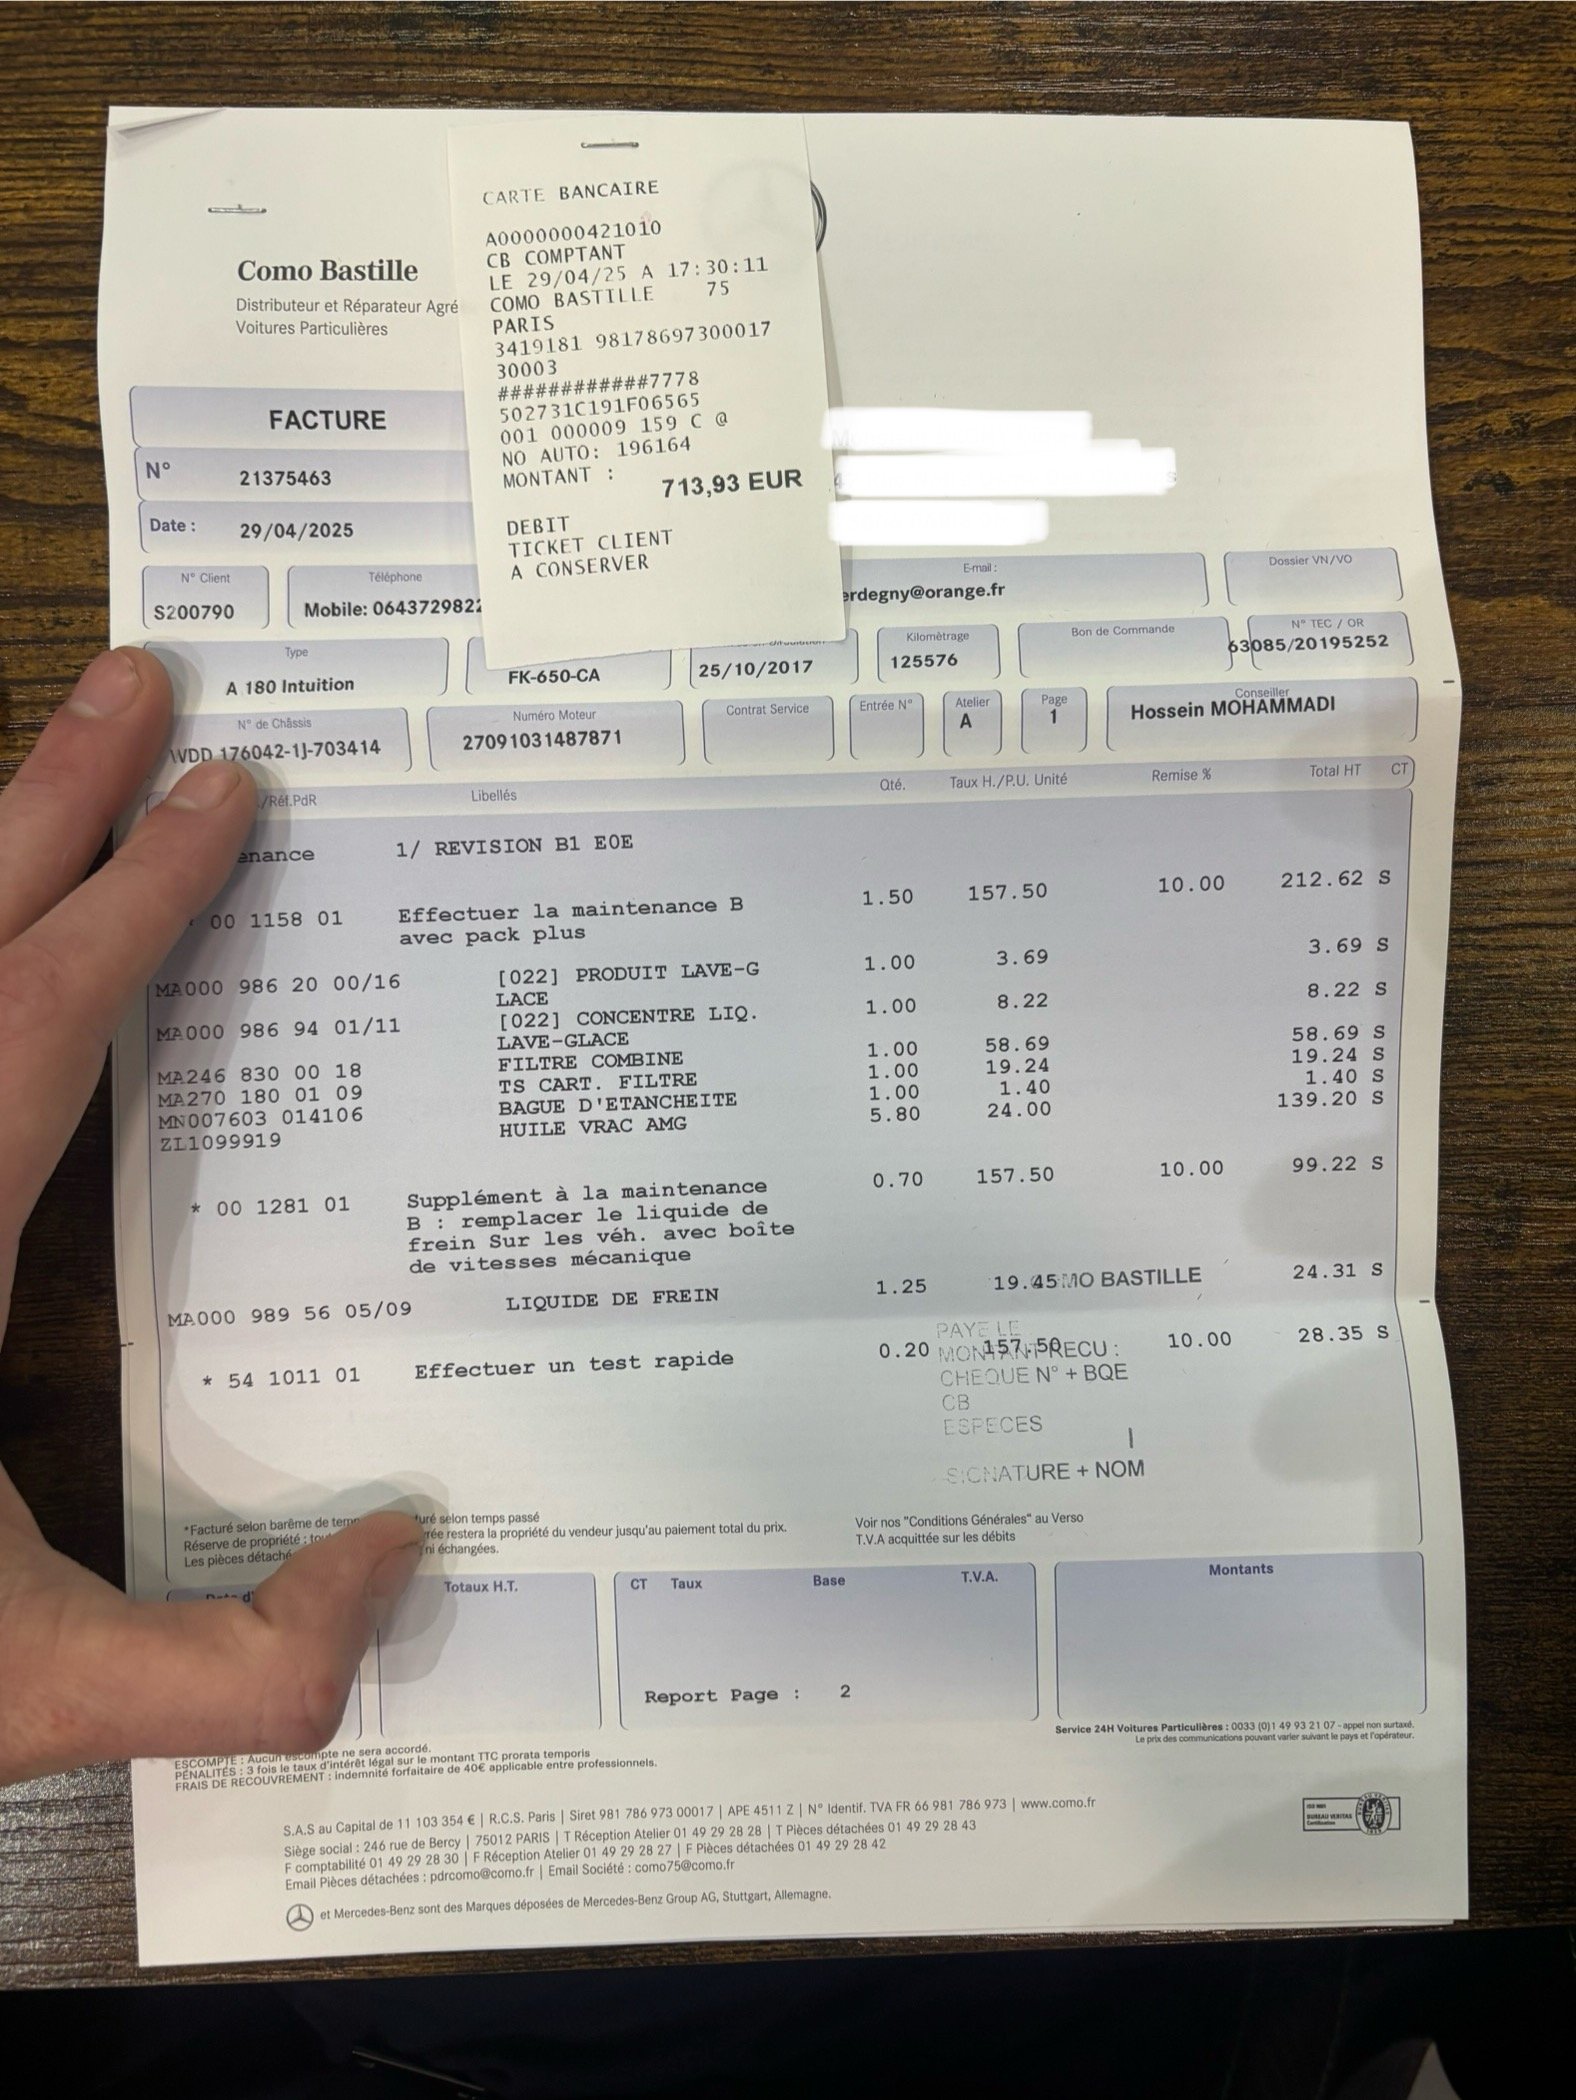 CARTE BANCAIRE
A0000000421010
CB COMPTANT
LE 29/04/25 A 17:30:11
COMO BASTILLE 75
PARIS
3419181 98178697300017
30003
############7778
502731C191F06565
001 000009 159 C @
NO AUTO: 196164
MONTANT :
713,93 EUR
DEBIT
TICKET CLIENT
A CONSERVER
Como Bastille
Distributeur et Réparateur Agré
Voitures Particulières
FACTURE
N° 21375463
Date : 29/04/2025
N° Client
S200790
Téléphone
Mobile: 0643729822
E-mail :
erdegny@orange.fr
Dossier VN/VO
Type
A 180 Intuition
FK-650-CA
25/10/2017
Kilomètrage
125576
Bon de Commande
N° TEC / OR
63085/20195252
N° de Châssis
WDD 176042-1J-703414
Numéro Moteur
27091031487871
Contrat Service
Entrée N°
Atelier
A
Page
1
Conseiller
Hossein MOHAMMADI
./Réf.PdR Libellés Qté. Taux H./P.U. Unité Remise % Total HT CT
enance 1/ REVISION B1 E0E
00 1158 01 Effectuer la maintenance B 1.50 157.50 10.00 212.62 S
avec pack plus
MA000 986 20 00/16 [022] PRODUIT LAVE-G 1.00 3.69 3.69 S
LACE
MA000 986 94 01/11 [022] CONCENTRE LIQ. 1.00 8.22 8.22 S
LAVE-GLACE
MA246 830 00 18 FILTRE COMBINE 1.00 58.69 58.69 S
MA270 180 01 09 TS CART. FILTRE 1.00 19.24 19.24 S
MN007603 014106 BAGUE D'ETANCHEITE 1.00 1.40 1.40 S
ZL1099919 HUILE VRAC AMG 5.80 24.00 139.20 S
* 00 1281 01 Supplément à la maintenance 0.70 157.50 10.00 99.22 S
B : remplacer le liquide de
frein Sur les véh. avec boîte
de vitesses mécanique
MA000 989 56 05/09 LIQUIDE DE FREIN 1.25 19.45 24.31 S
MO BASTILLE
* 54 1011 01 Effectuer un test rapide 0.20 157.50 10.00 28.35 S
PAYE LE
MONTANT RECU :
CHEQUE N° + BQE
CB
ESPECES
SIGNATURE + NOM
*Facturé selon barême de temp uré selon temps passé
Réserve de propriété : tou rée restera la propriété du vendeur jusqu'au paiement total du prix.
Les pièces détaché ni échangées.
Voir nos "Conditions Générales" au Verso
T.V.A acquittée sur les débits
Totaux H.T. CT Taux Base T.V.A. Montants
Report Page : 2
Service 24H Voitures Particulières : 0033 (0)1 49 93 21 07 - appel non surtaxé.
Le prix des communications pouvant varier suivant le pays et l'opérateur.
ESCOMPTE : Aucun escompte ne sera accordé.
PÉNALITÉS : 3 fois le taux d'intérêt légal sur le montant TTC prorata temporis
FRAIS DE RECOUVREMENT : indemnité forfaitaire de 40€ applicable entre professionnels.
S.A.S au Capital de 11 103 354 € | R.C.S. Paris | Siret 981 786 973 00017 | APE 4511 Z | N° Identif. TVA FR 66 981 786 973 | www.como.fr
Siège social : 246 rue de Bercy | 75012 PARIS | T Réception Atelier 01 49 29 28 28 | T Pièces détachées 01 49 29 28 43
F comptabilité 01 49 29 28 30 | F Réception Atelier 01 49 29 28 27 | F Pièces détachées 01 49 29 28 42
Email Pièces détachées : pdrcomo@como.fr | Email Société : como75@como.fr
et Mercedes-Benz sont des Marques déposées de Mercedes-Benz Group AG, Stuttgart, Allemagne.
ISO 9001
BUREAU VERITAS
Certification